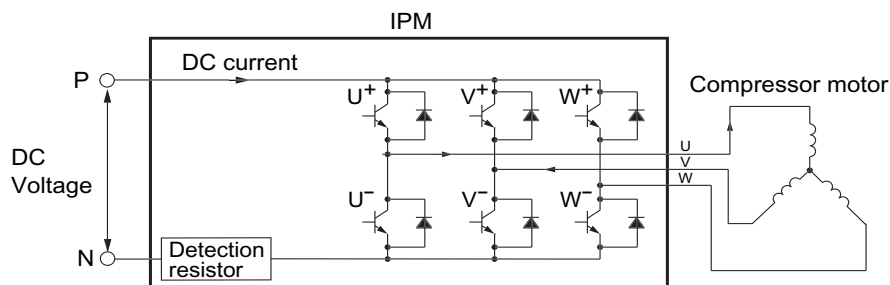 IPM
P
DC current
U+
V+
W+
Compressor motor
DC
Voltage
U
V
W
U−
V−
W−
N
Detection
resistor